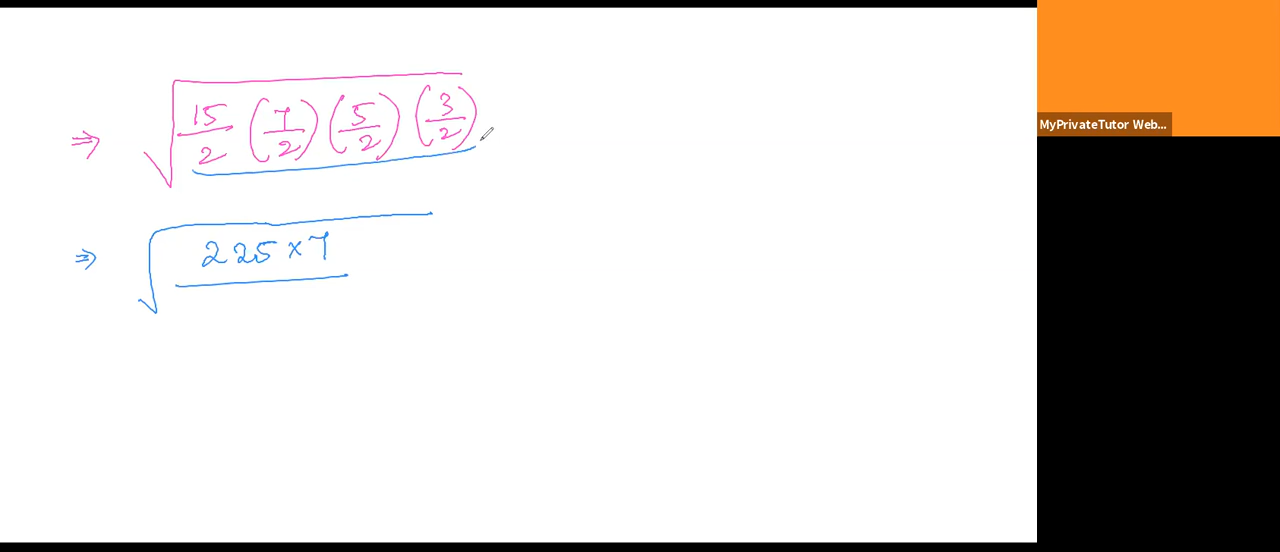 ⇒ √(15/2 (7/2) (5/2) (3/2))
MyPrivateTutor Web...
⇒ √(225 × 7